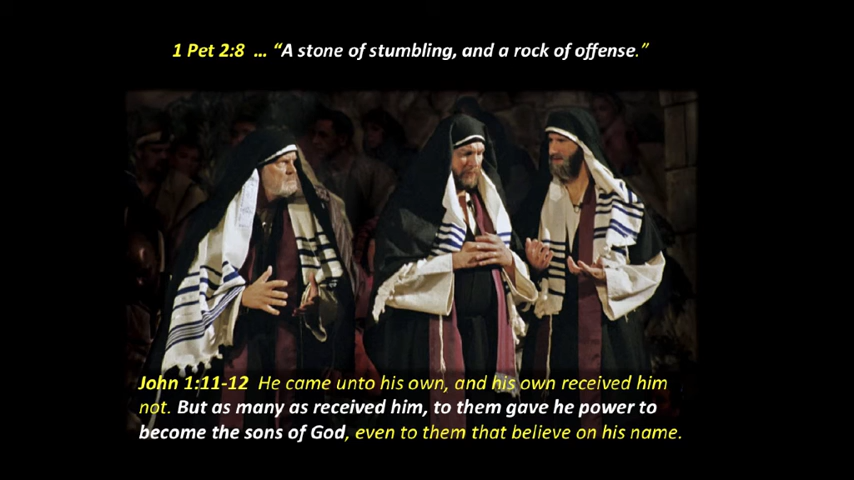 1 Pet 2:8 … “A stone of stumbling, and a rock of offense.”
John 1:11-12 He came unto his own, and his own received him
not. But as many as received him, to them gave he power to
become the sons of God, even to them that believe on his name.